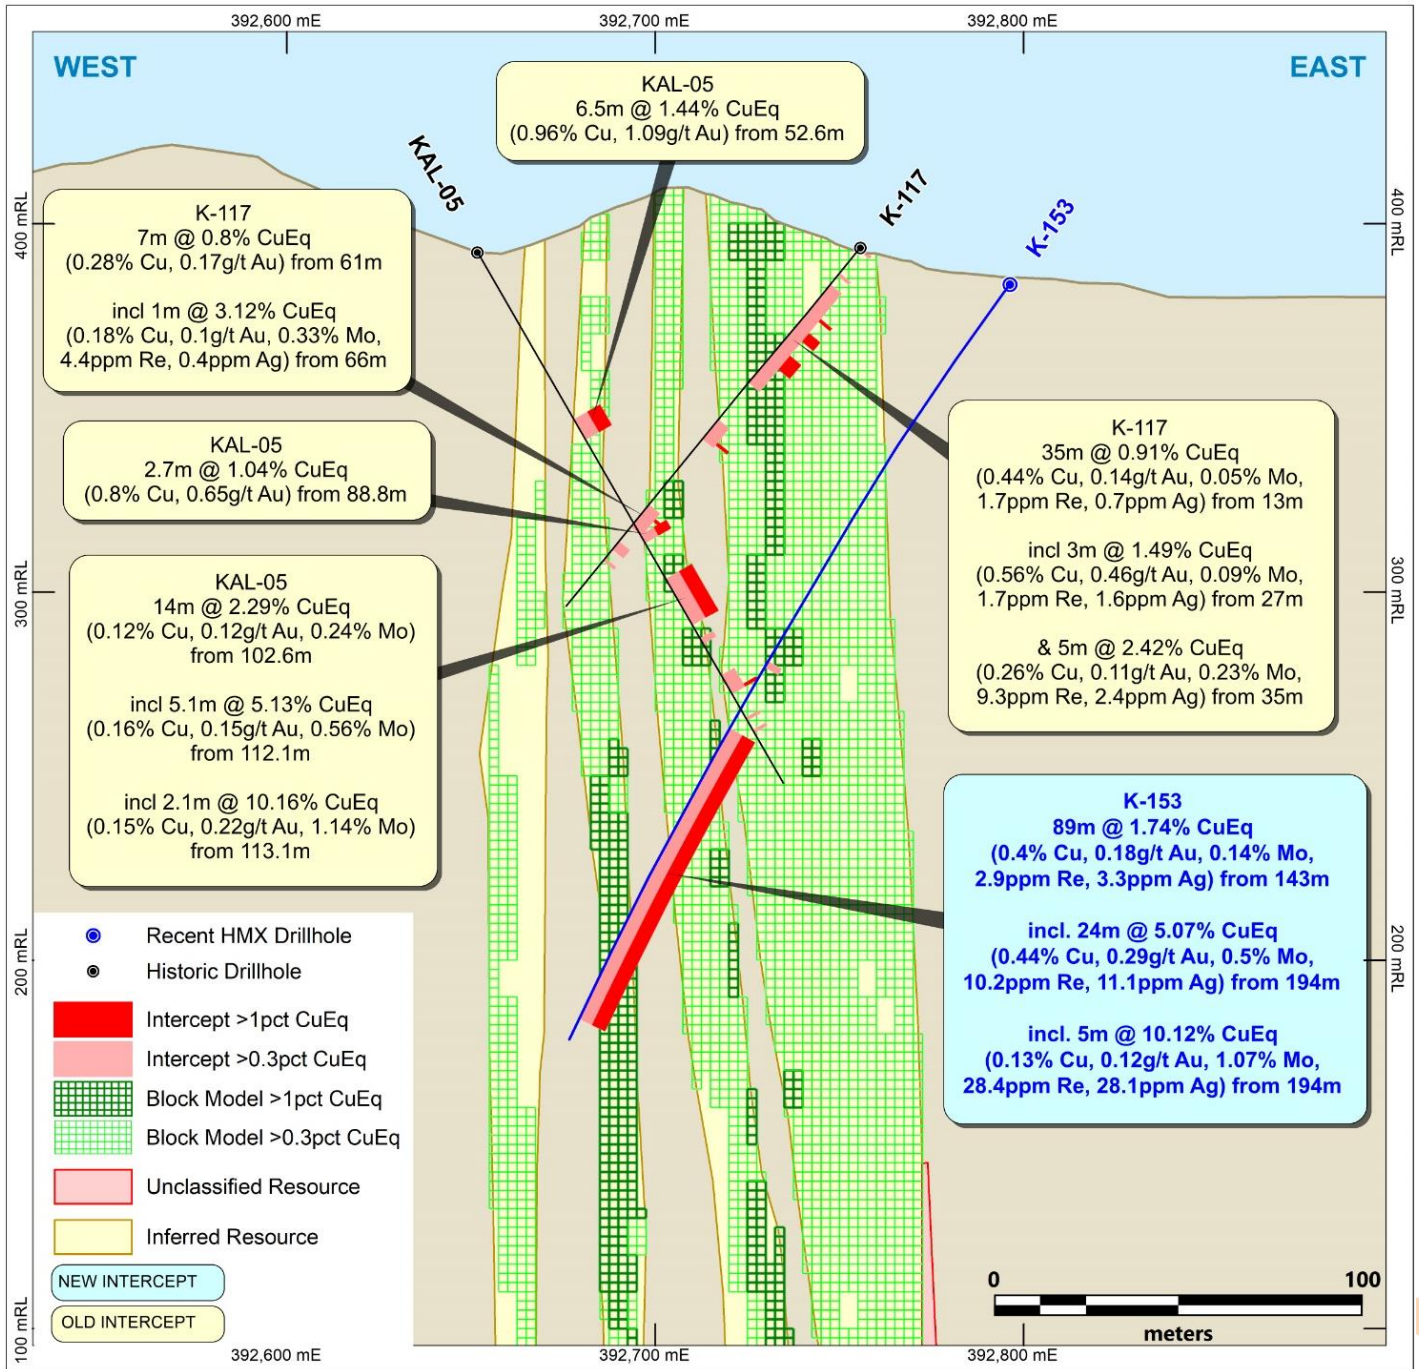 392,600 mE
392,700 mE
392,800 mE
WEST
EAST
KAL-05
6.5m @ 1.44% CuEq
(0.96% Cu, 1.09g/t Au) from 52.6m
KAL-05
K-117
K-153
400 mRL
400 mRL
K-117
7m @ 0.8% CuEq
(0.28% Cu, 0.17g/t Au) from 61m
incl 1m @ 3.12% CuEq
(0.18% Cu, 0.1g/t Au, 0.33% Mo,
4.4ppm Re, 0.4ppm Ag) from 66m
KAL-05
2.7m @ 1.04% CuEq
(0.8% Cu, 0.65g/t Au) from 88.8m
KAL-05
14m @ 2.29% CuEq
(0.12% Cu, 0.12g/t Au, 0.24% Mo)
from 102.6m
incl 5.1m @ 5.13% CuEq
(0.16% Cu, 0.15g/t Au, 0.56% Mo)
from 112.1m
incl 2.1m @ 10.16% CuEq
(0.15% Cu, 0.22g/t Au, 1.14% Mo)
from 113.1m
K-117
35m @ 0.91% CuEq
(0.44% Cu, 0.14g/t Au, 0.05% Mo,
1.7ppm Re, 0.7ppm Ag) from 13m
incl 3m @ 1.49% CuEq
(0.56% Cu, 0.46g/t Au, 0.09% Mo,
1.7ppm Re, 1.6ppm Ag) from 27m
& 5m @ 2.42% CuEq
(0.26% Cu, 0.11g/t Au, 0.23% Mo,
9.3ppm Re, 2.4ppm Ag) from 35m
300 mRL
300 mRL
K-153
89m @ 1.74% CuEq
(0.4% Cu, 0.18g/t Au, 0.14% Mo,
2.9ppm Re, 3.3ppm Ag) from 143m
incl. 24m @ 5.07% CuEq
(0.44% Cu, 0.29g/t Au, 0.5% Mo,
10.2ppm Re, 11.1ppm Ag) from 194m
incl. 5m @ 10.12% CuEq
(0.13% Cu, 0.12g/t Au, 1.07% Mo,
28.4ppm Re, 28.1ppm Ag) from 194m
200 mRL
200 mRL
Recent HMX Drillhole
Historic Drillhole
Intercept >1pct CuEq
Intercept >0.3pct CuEq
Block Model >1pct CuEq
Block Model >0.3pct CuEq
Unclassified Resource
Inferred Resource
NEW INTERCEPT
OLD INTERCEPT
0
100
meters
100 mRL
392,600 mE
392,700 mE
392,800 mE